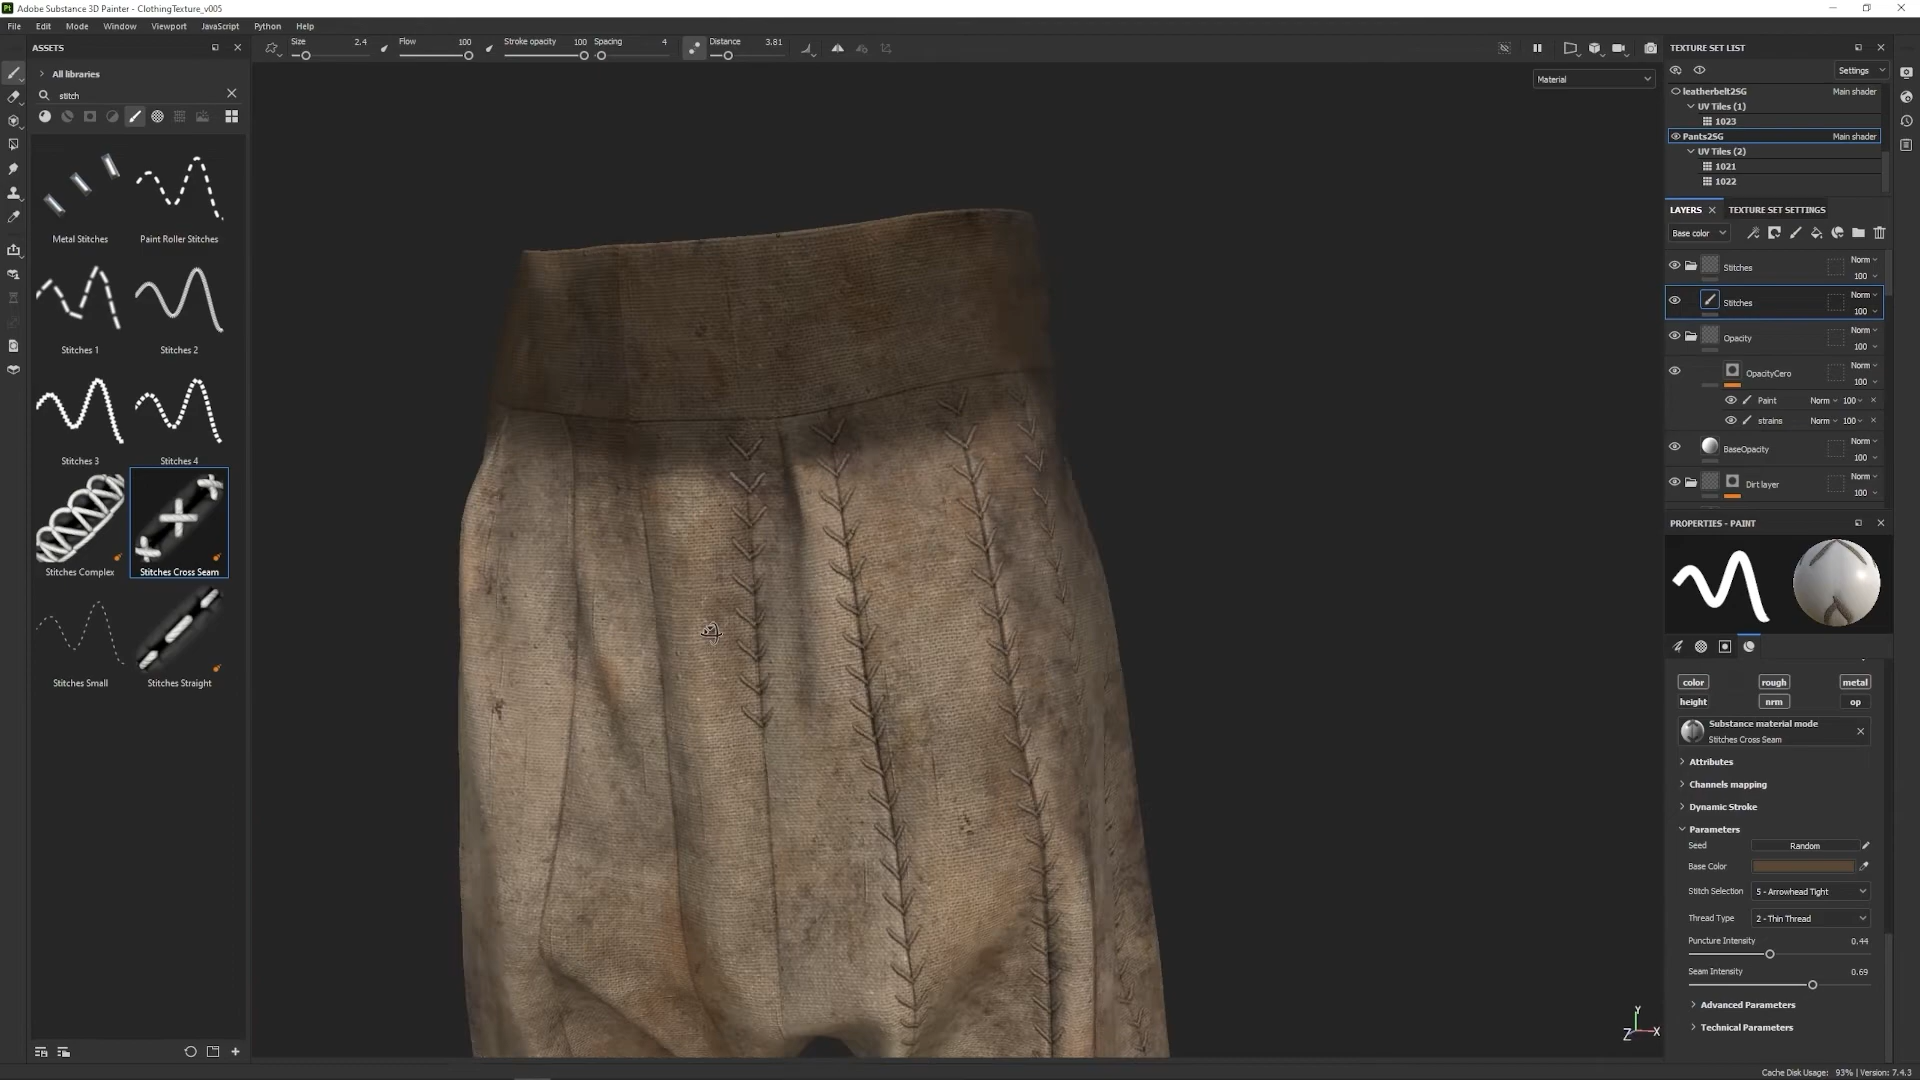 Adobe Substance 3D Painter - ClothingTexture_v005
File Edit Mode Window Viewport JavaScript Python Help
ASSETS
Size 2.4 Flow 100 Stroke opacity 100 Spacing 4 Distance 3.81
All libraries
stitch
Metal Stitches Paint Roller Stitches
Stitches 1 Stitches 2
Stitches 3 Stitches 4
Stitches Complex Stitches Cross Seam
Stitches Small Stitches Straight
Material
Y
Z X
TEXTURE SET LIST
Settings
leatherbelt2SG Main shader
UV Tiles (1)
1023
Pants2SG Main shader
UV Tiles (2)
1021
1022
LAYERS TEXTURE SET SETTINGS
Base color
Stitches Norm 100
Stitches Norm 100
Opacity Norm 100
OpacityCero Norm 100
Paint Norm 100
strains Norm 100
BaseOpacity Norm 100
Dirt layer Norm 100
PROPERTIES - PAINT
color rough metal
height nrm op
Substance material mode
Stitches Cross Seam
Attributes
Channels mapping
Dynamic Stroke
Parameters
Seed Random
Base Color
Stitch Selection 5 - Arrowhead Tight
Thread Type 2 - Thin Thread
Puncture Intensity 0.44
Seam Intensity 0.69
Advanced Parameters
Technical Parameters
Cache Disk Usage: 93% | Version: 7.4.3